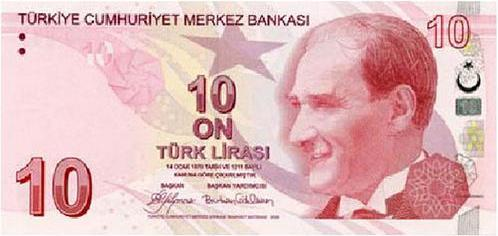 TÜRKİYE CUMHURİYET MERKEZ BANKASI
10
10
ON
TÜRK LİRASI
14 OCAK 1970 TARİH VE 1211 SAYILI
KANUNA GÖRE ÇIKARILMIŞTIR.
BAŞKAN BAŞKAN YARDIMCISI
10